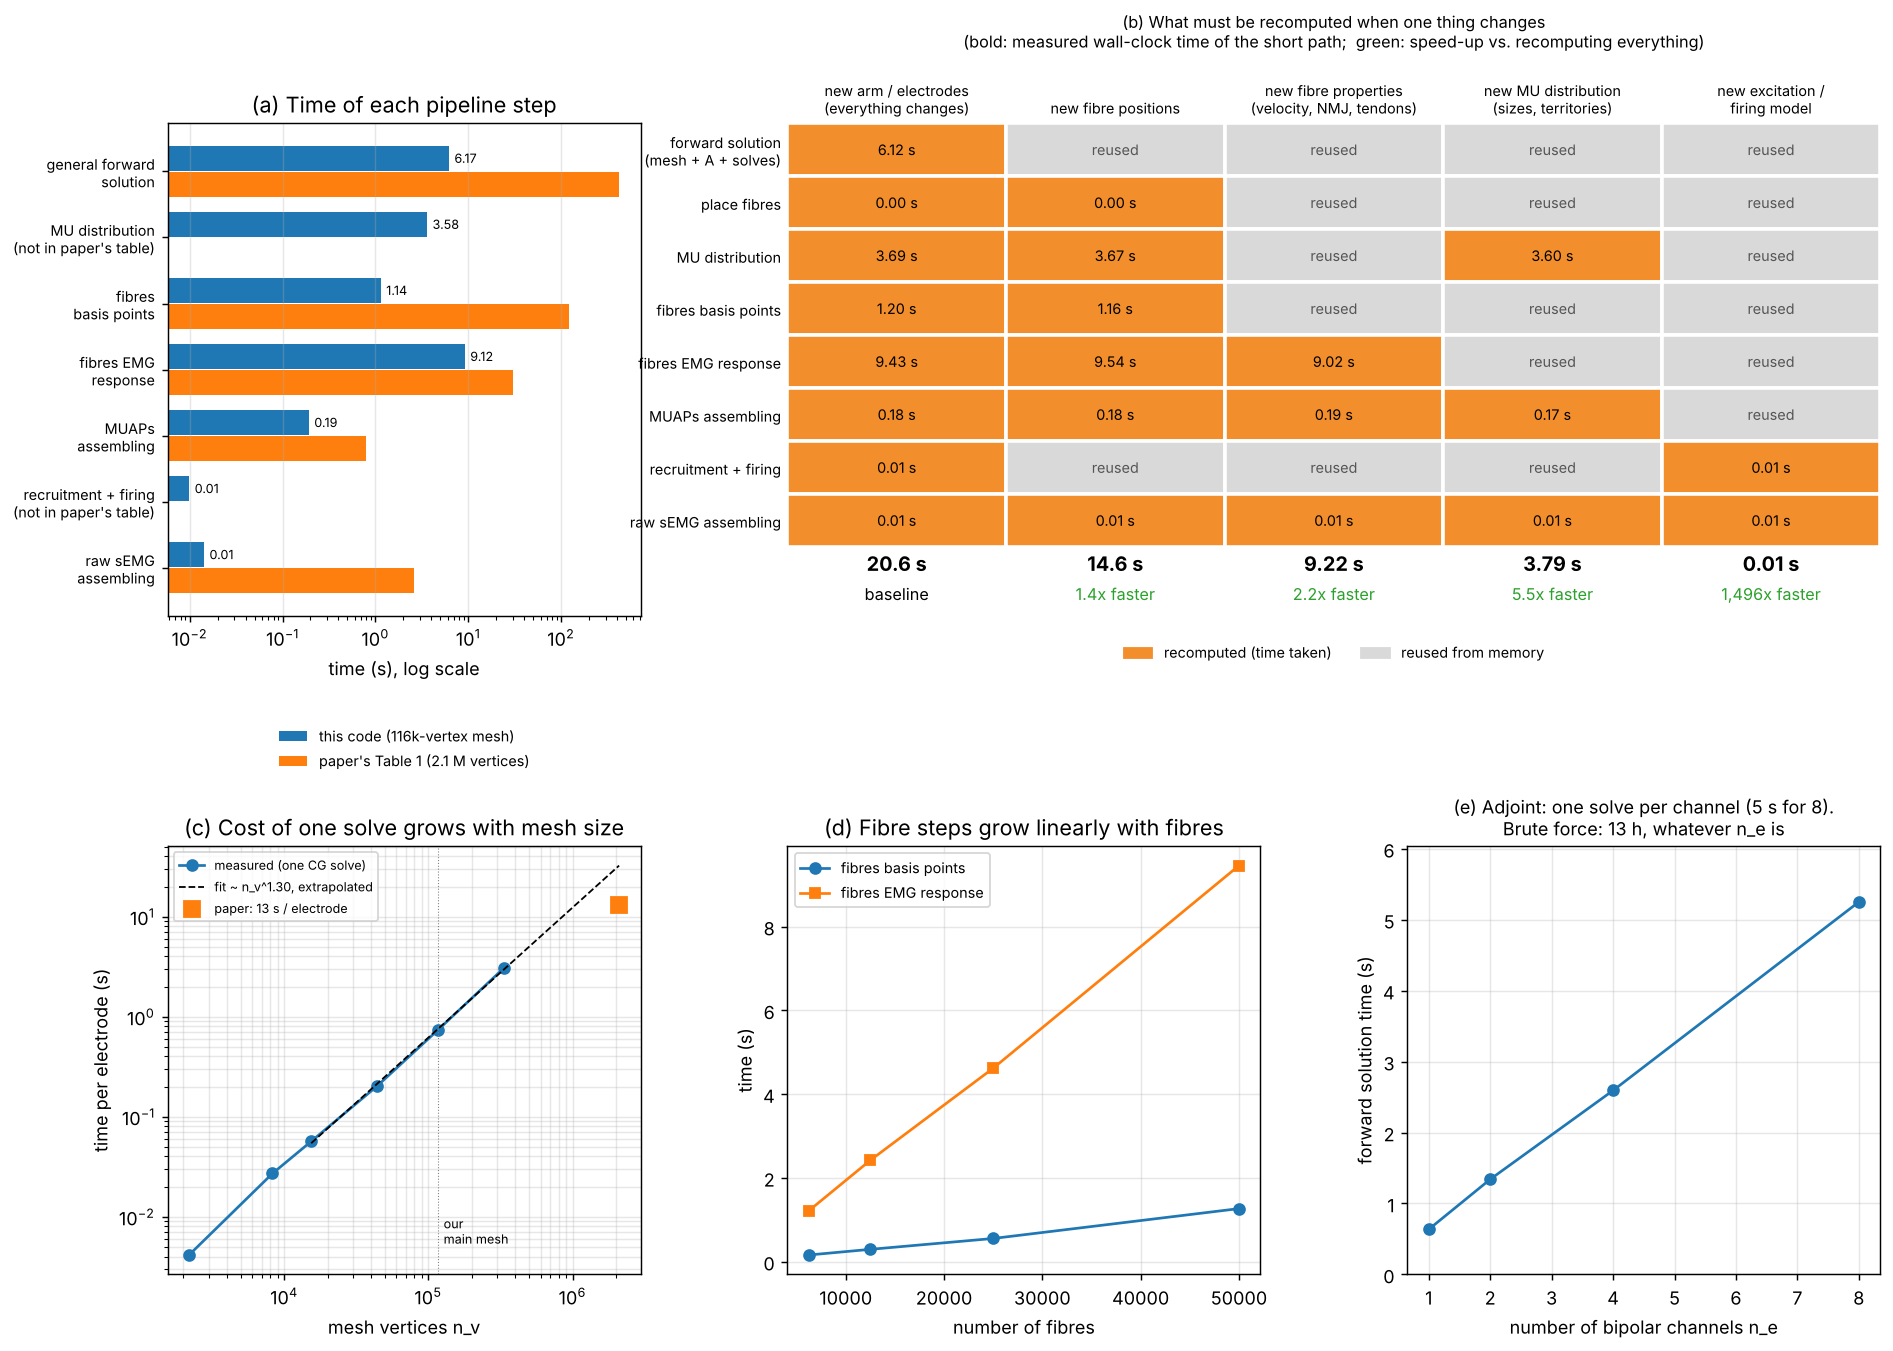 (a) Time of each pipeline step
general forward
solution
6.17
MU distribution
(not in paper's table)
3.58
fibres
basis points
1.14
fibres EMG
response
9.12
MUAPs
assembling
0.19
recruitment + firing
(not in paper's table)
0.01
raw sEMG
assembling
0.01
10⁻² 10⁻¹ 10⁰ 10¹ 10²
time (s), log scale
this code (116k-vertex mesh)
paper's Table 1 (2.1 M vertices)
(b) What must be recomputed when one thing changes
(bold: measured wall-clock time of the short path; green: speed-up vs. recomputing everything)
new arm / electrodes
(everything changes)
new fibre positions
new fibre properties
(velocity, NMJ, tendons)
new MU distribution
(sizes, territories)
new excitation /
firing model
forward solution
(mesh + A + solves)
6.12 s reused reused reused reused
place fibres 0.00 s 0.00 s reused reused reused
MU distribution 3.69 s 3.67 s reused 3.60 s reused
fibres basis points 1.20 s 1.16 s reused reused reused
fibres EMG response 9.43 s 9.54 s 9.02 s reused reused
MUAPs assembling 0.18 s 0.18 s 0.19 s 0.17 s reused
recruitment + firing 0.01 s reused reused reused 0.01 s
raw sEMG assembling 0.01 s 0.01 s 0.01 s 0.01 s 0.01 s
20.6 s 14.6 s 9.22 s 3.79 s 0.01 s
baseline 1.4x faster 2.2x faster 5.5x faster 1,496x faster
recomputed (time taken) reused from memory
(c) Cost of one solve grows with mesh size
measured (one CG solve)
fit ~ n_v^1.30, extrapolated
paper: 13 s / electrode
10¹
10⁰
10⁻¹
10⁻²
time per electrode (s)
our
main mesh
10⁴ 10⁵ 10⁶
mesh vertices n_v
(d) Fibre steps grow linearly with fibres
fibres basis points
fibres EMG response
8
6
4
2
0
time (s)
10000 20000 30000 40000 50000
number of fibres
(e) Adjoint: one solve per channel (5 s for 8).
Brute force: 13 h, whatever n_e is
6
5
4
3
2
1
0
forward solution time (s)
1 2 3 4 5 6 7 8
number of bipolar channels n_e